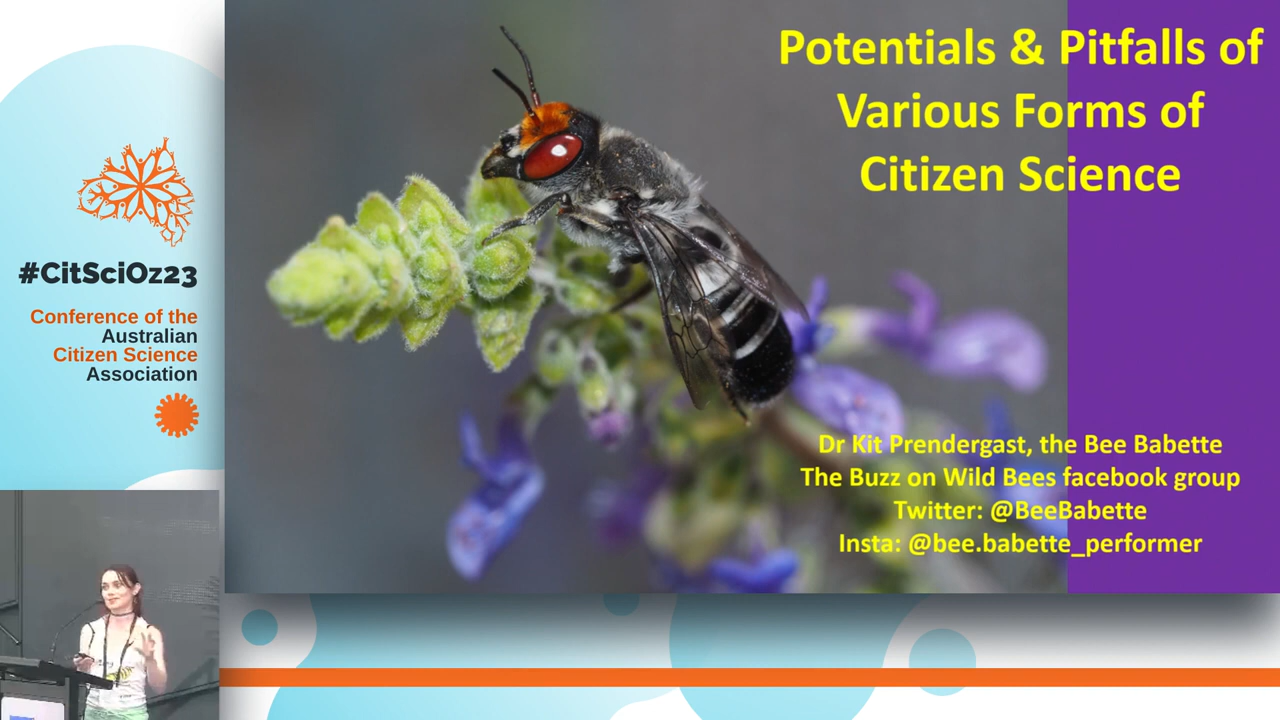 Potentials & Pitfalls of
Various Forms of
Citizen Science
#CitSciOz23
Conference of the
Australian
Citizen Science
Association
Dr Kit Prendergast, the Bee Babette
The Buzz on Wild Bees facebook group
Twitter: @BeeBabette
Insta: @bee.babette_performer